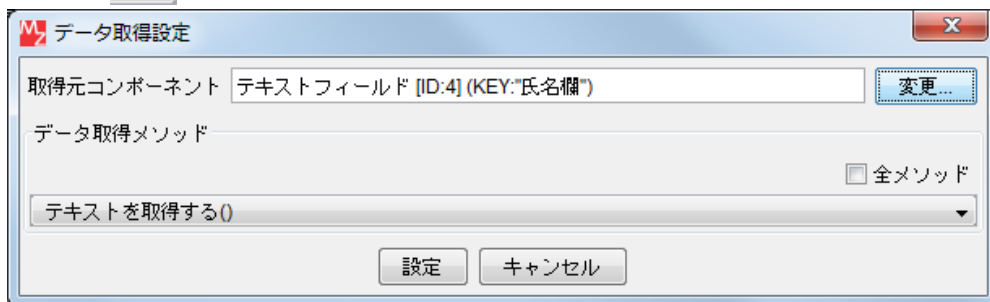 データ取得設定
取得元コンポーネント テキストフィールド [ID:4] (KEY:"氏名欄") 変更...
データ取得メソッド
全メソッド
テキストを取得する()
設定 キャンセル